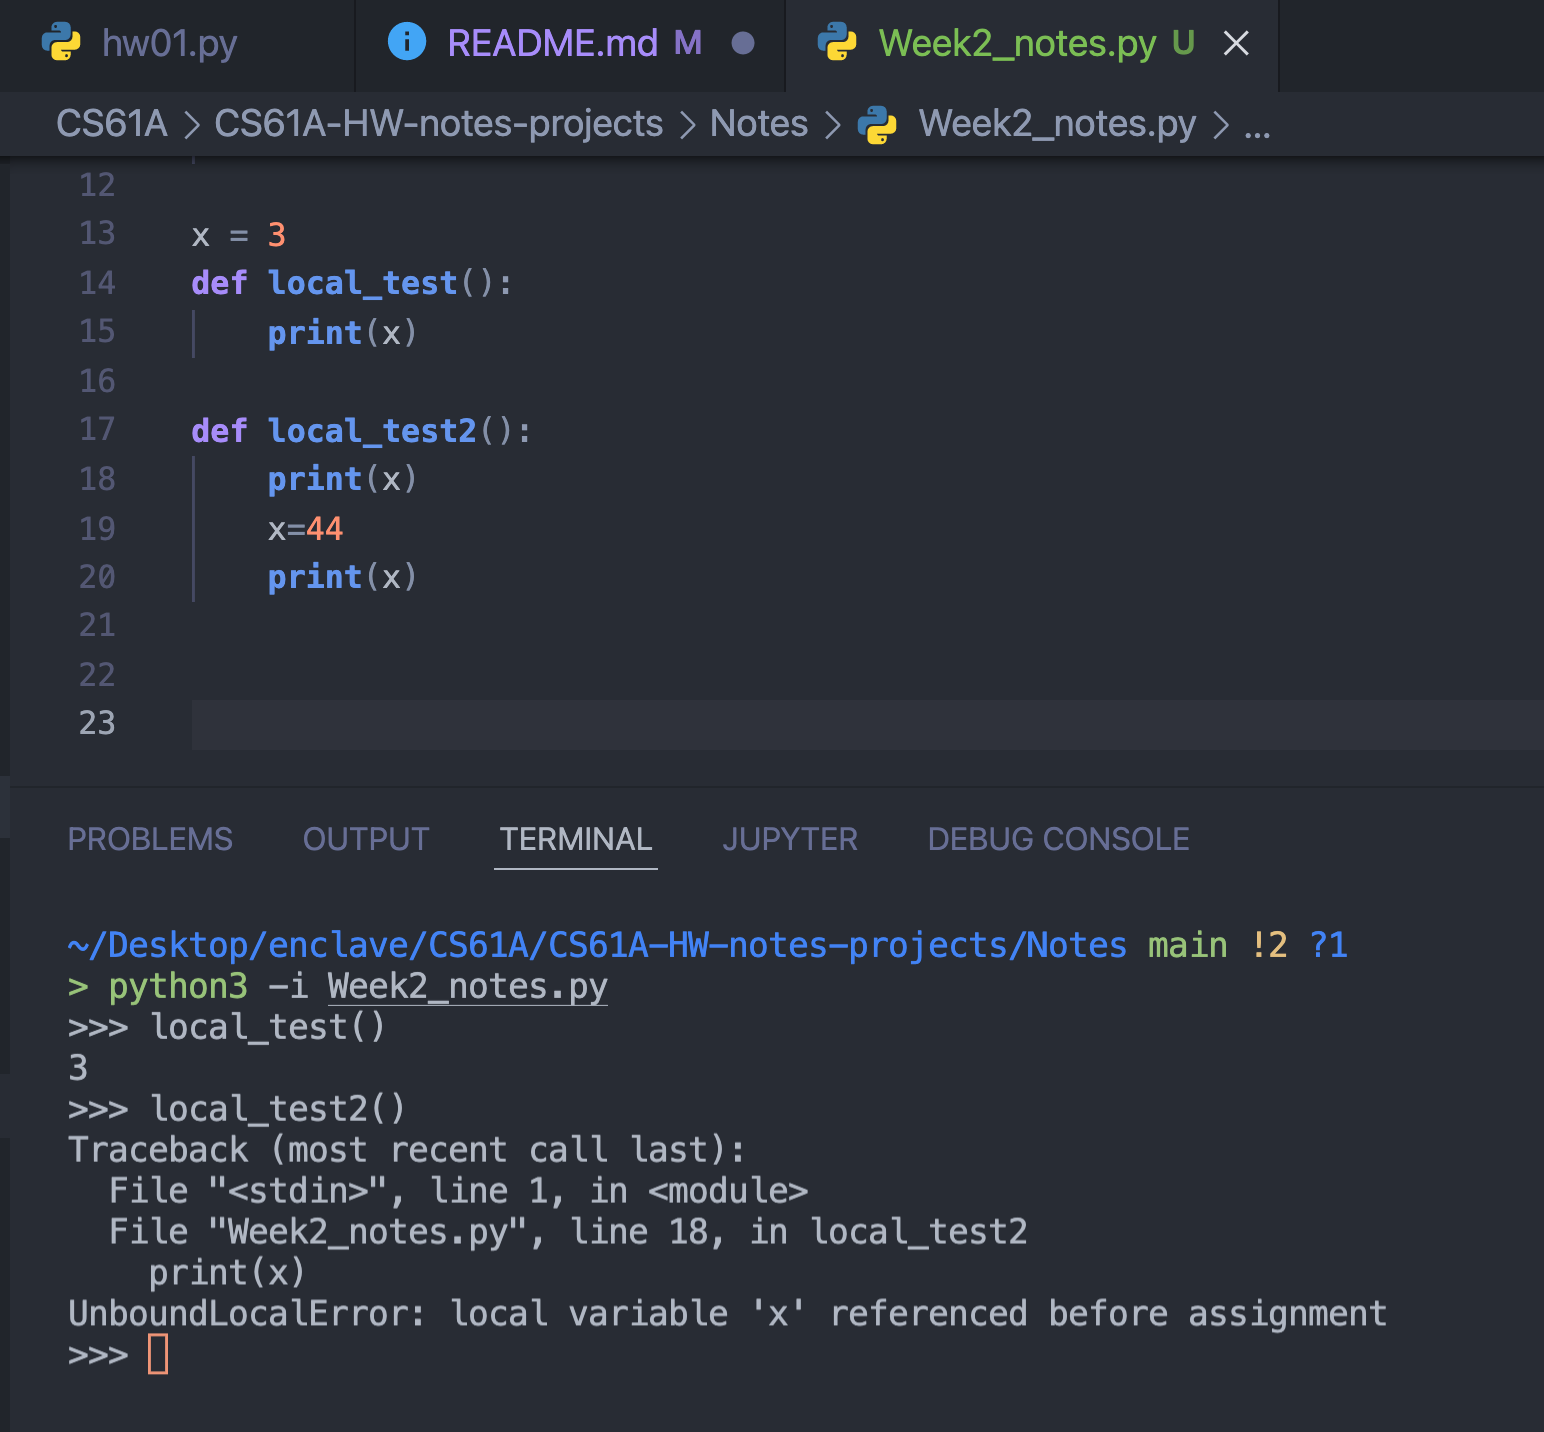 hw01.py README.md M Week2_notes.py U
CS61A > CS61A-HW-notes-projects > Notes > Week2_notes.py > ...
12
13 x = 3
14 def local_test():
15     print(x)
16
17 def local_test2():
18     print(x)
19     x=44
20     print(x)
21
22
23
PROBLEMS OUTPUT TERMINAL JUPYTER DEBUG CONSOLE
~/Desktop/enclave/CS61A/CS61A-HW-notes-projects/Notes main !2 ?1
> python3 -i Week2_notes.py
>>> local_test()
3
>>> local_test2()
Traceback (most recent call last):
  File "<stdin>", line 1, in <module>
  File "Week2_notes.py", line 18, in local_test2
    print(x)
UnboundLocalError: local variable 'x' referenced before assignment
>>>